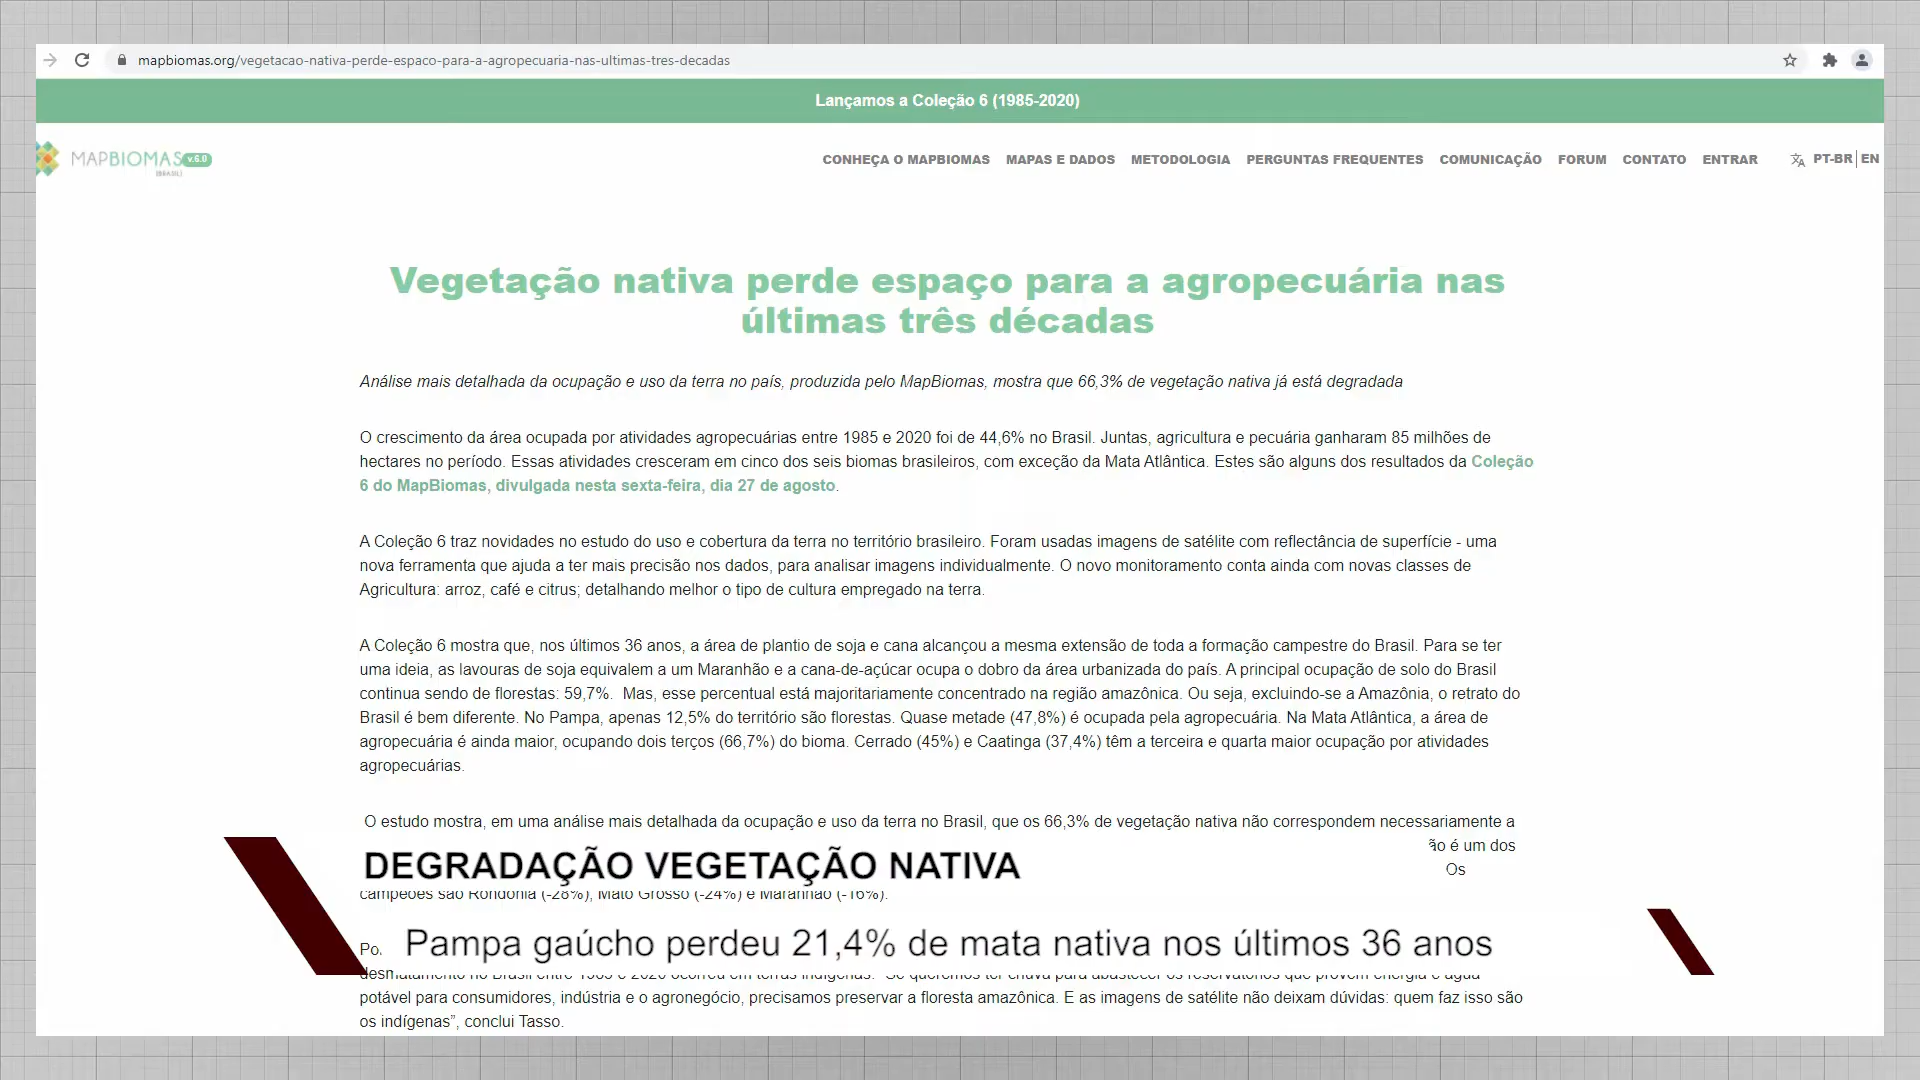 mapbiomas.org/vegetacao-nativa-perde-espaco-para-a-agropecuaria-nas-ultimas-tres-decadas
Lançamos a Coleção 6 (1985-2020)
MAPBIOMAS v.6.0
[BRASIL]
CONHEÇA O MAPBIOMAS MAPAS E DADOS METODOLOGIA PERGUNTAS FREQUENTES COMUNICAÇÃO FORUM CONTATO ENTRAR PT-BR EN
Vegetação nativa perde espaço para a agropecuária nas
últimas três décadas
Análise mais detalhada da ocupação e uso da terra no país, produzida pelo MapBiomas, mostra que 66,3% de vegetação nativa já está degradada
O crescimento da área ocupada por atividades agropecuárias entre 1985 e 2020 foi de 44,6% no Brasil. Juntas, agricultura e pecuária ganharam 85 milhões de
hectares no período. Essas atividades cresceram em cinco dos seis biomas brasileiros, com exceção da Mata Atlântica. Estes são alguns dos resultados da Coleção
6 do MapBiomas, divulgada nesta sexta-feira, dia 27 de agosto.
A Coleção 6 traz novidades no estudo do uso e cobertura da terra no território brasileiro. Foram usadas imagens de satélite com reflectância de superfície - uma
nova ferramenta que ajuda a ter mais precisão nos dados, para analisar imagens individualmente. O novo monitoramento conta ainda com novas classes de
Agricultura: arroz, café e citrus; detalhando melhor o tipo de cultura empregado na terra.
A Coleção 6 mostra que, nos últimos 36 anos, a área de plantio de soja e cana alcançou a mesma extensão de toda a formação campestre do Brasil. Para se ter
uma ideia, as lavouras de soja equivalem a um Maranhão e a cana-de-açúcar ocupa o dobro da área urbanizada do país. A principal ocupação de solo do Brasil
continua sendo de florestas: 59,7%. Mas, esse percentual está majoritariamente concentrado na região amazônica. Ou seja, excluindo-se a Amazônia, o retrato do
Brasil é bem diferente. No Pampa, apenas 12,5% do território são florestas. Quase metade (47,8%) é ocupada pela agropecuária. Na Mata Atlântica, a área de
agropecuária é ainda maior, ocupando dois terços (66,7%) do bioma. Cerrado (45%) e Caatinga (37,4%) têm a terceira e quarta maior ocupação por atividades
agropecuárias.
O estudo mostra, em uma análise mais detalhada da ocupação e uso da terra no Brasil, que os 66,3% de vegetação nativa não correspondem necessariamente a
ão é um dos
DEGRADAÇÃO VEGETAÇÃO NATIVA
Os
campeões são Rondônia (-28%), Mato Grosso (-24%) e Maranhão (-16%).
Po
Pampa gaúcho perdeu 21,4% de mata nativa nos últimos 36 anos
desmatamento no Brasil entre 1985 e 2020 ocorreu em terras indígenas. "Se queremos ter chuva para abastecer os reservatórios que provêm energia e água
potável para consumidores, indústria e o agronegócio, precisamos preservar a floresta amazônica. E as imagens de satélite não deixam dúvidas: quem faz isso são
os indígenas”, conclui Tasso.